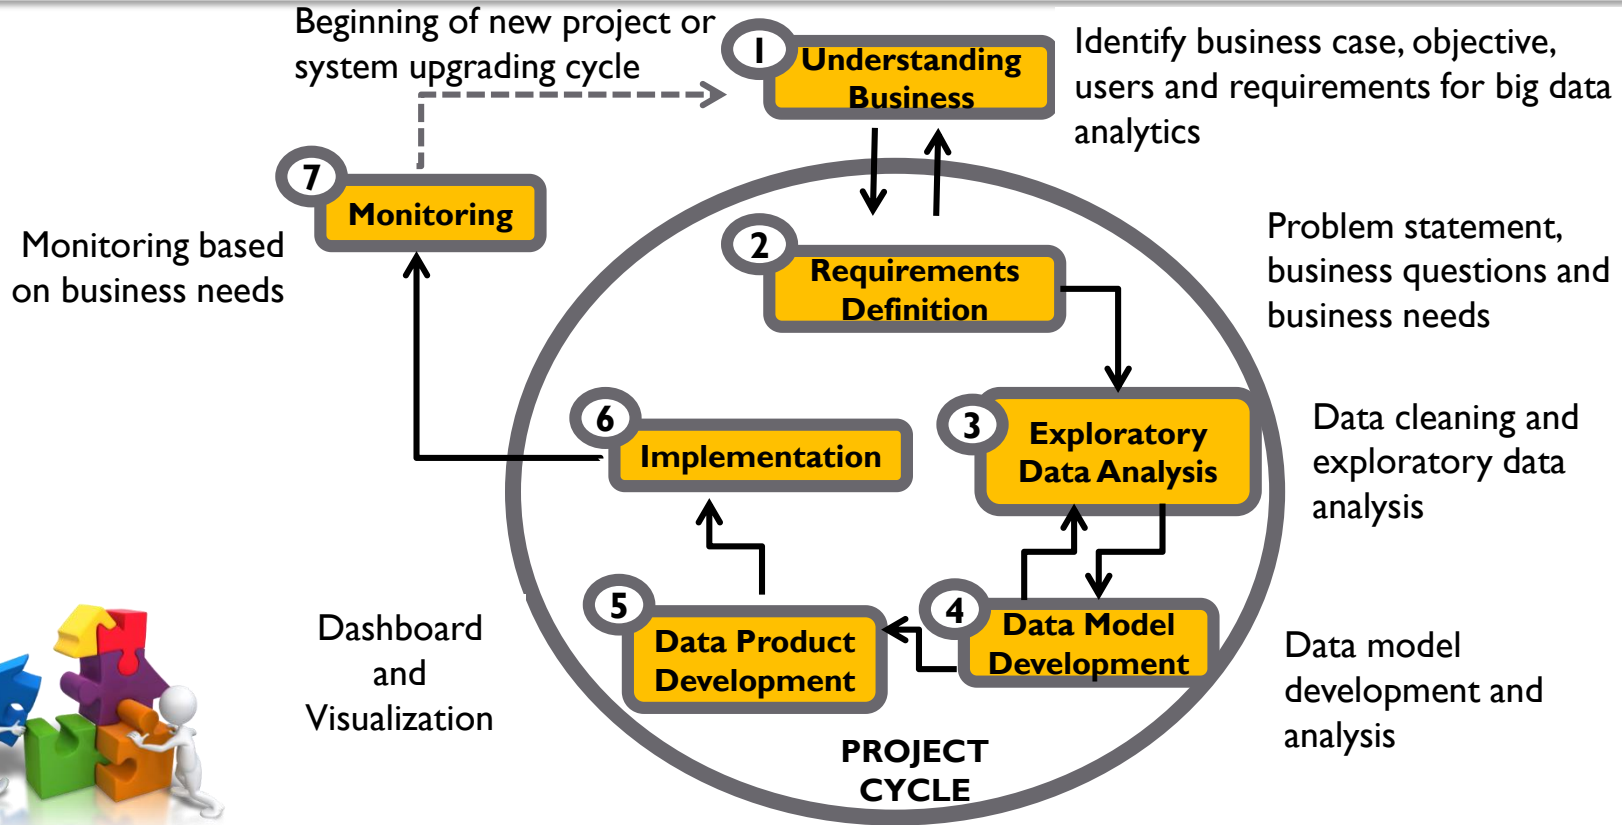 Beginning of new project or
system upgrading cycle
1
Understanding
Business
Identify business case, objective,
users and requirements for big data
analytics
7
Monitoring
Monitoring based
on business needs
2
Requirements
Definition
Problem statement,
business questions and
business needs
6
Implementation
3
Exploratory
Data Analysis
Data cleaning and
exploratory data
analysis
5
Data Product
Development
Dashboard
and
Visualization
4
Data Model
Development
Data model
development and
analysis
PROJECT
CYCLE